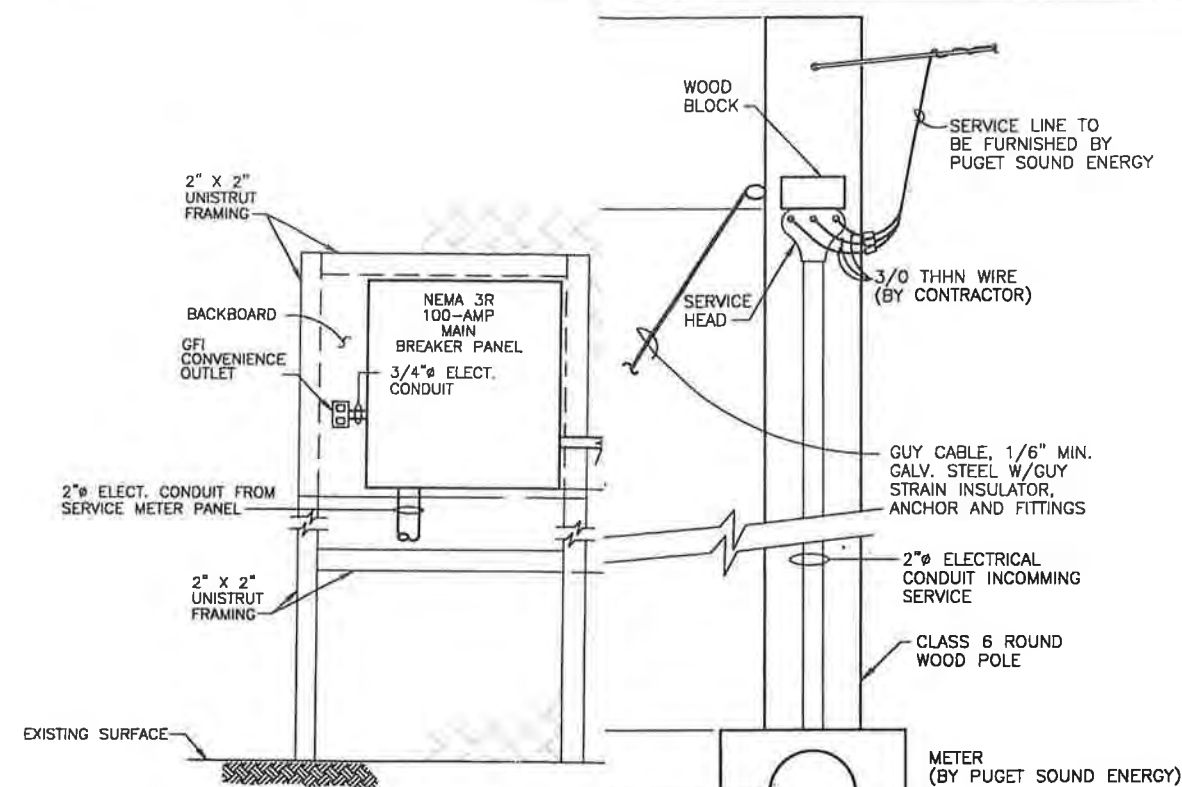 WOOD
BLOCK
SERVICE LINE TO
BE FURNISHED BY
PUGET SOUND ENERGY
2" X 2"
UNISTRUT
FRAMING
3/0 THHN WIRE
(BY CONTRACTOR)
SERVICE
HEAD
NEMA 3R
100-AMP
MAIN
BREAKER PANEL
BACKBOARD
GFI
CONVENIENCE
OUTLET
3/4"ø ELECT.
CONDUIT
GUY CABLE, 1/6" MIN.
GALV. STEEL W/GUY
STRAIN INSULATOR,
ANCHOR AND FITTINGS
2"ø ELECT. CONDUIT FROM
SERVICE METER PANEL
2"ø ELECTRICAL
CONDUIT INCOMMING
SERVICE
2" X 2"
UNISTRUT
FRAMING
CLASS 6 ROUND
WOOD POLE
EXISTING SURFACE
METER
(BY PUGET SOUND ENERGY)